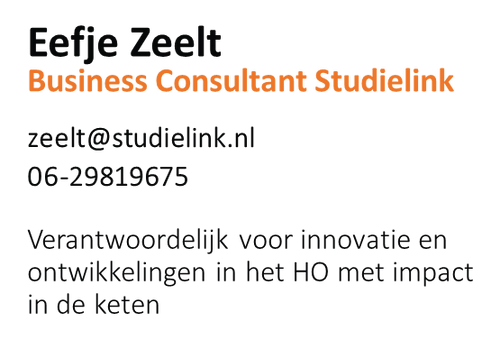 Eefje Zeelt
Business Consultant Studielink
zeelt@studielink.nl
06-29819675
Verantwoordelijk voor innovatie en
ontwikkelingen in het HO met impact
in de keten